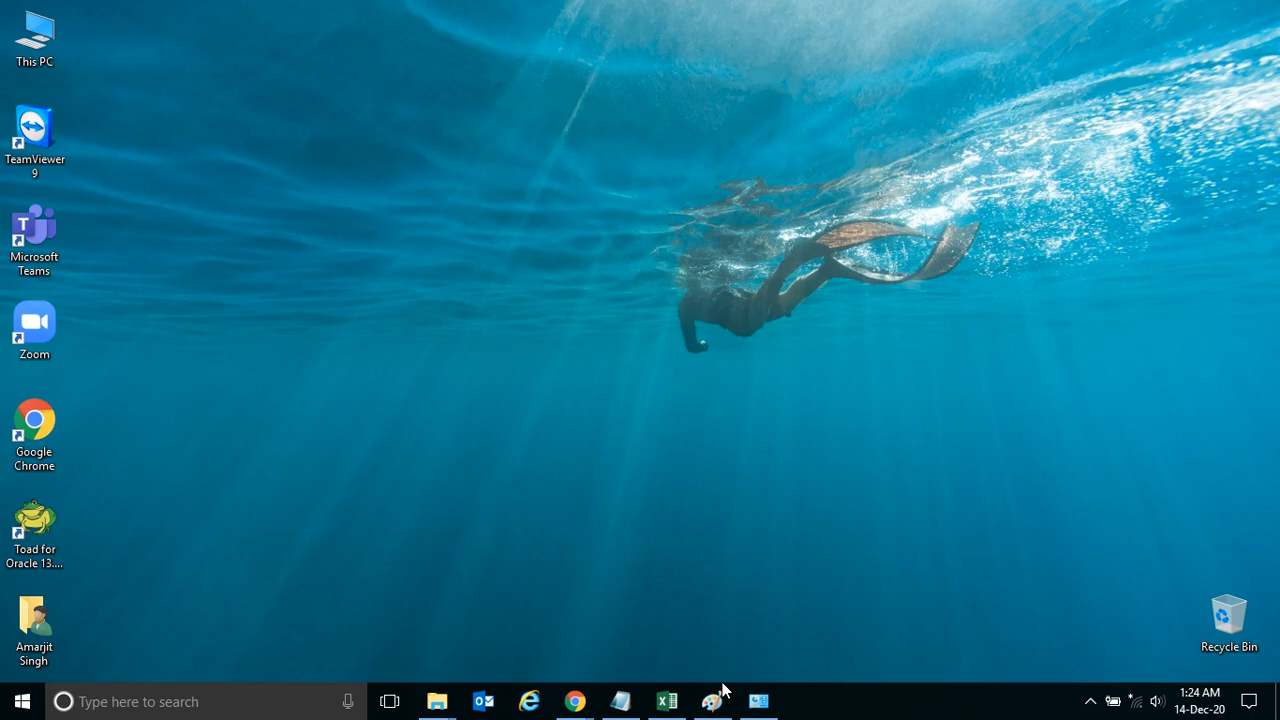 This PC
TeamViewer
9
Microsoft
Teams
Zoom
Google
Chrome
Toad for
Oracle 13....
Amarjit
Singh
Recycle Bin
Type here to search
1:24 AM
14-Dec-20